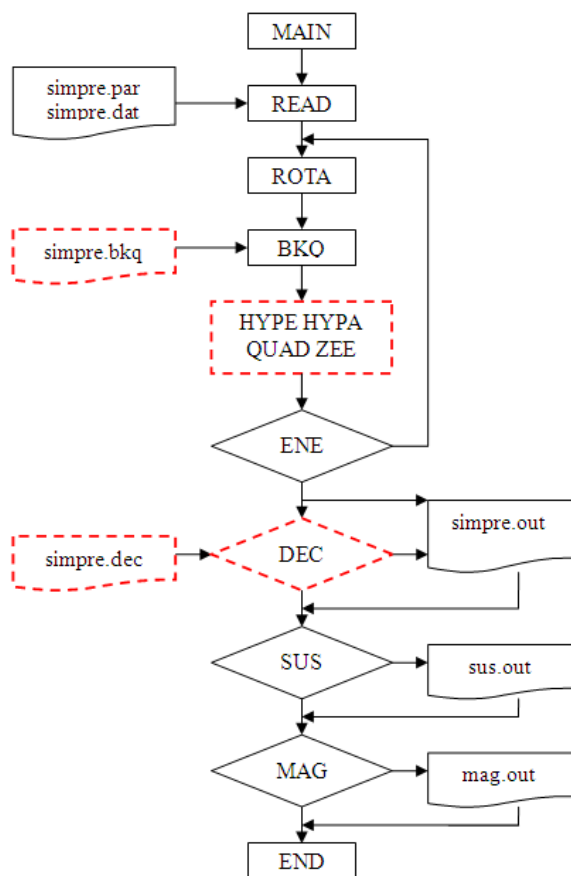 MAIN
simpre.par
simpre.dat
READ
ROTA
simpre.bkq
BKQ
HYPE HYPA
QUAD ZEE
ENE
simpre.out
simpre.dec
DEC
SUS
sus.out
MAG
mag.out
END